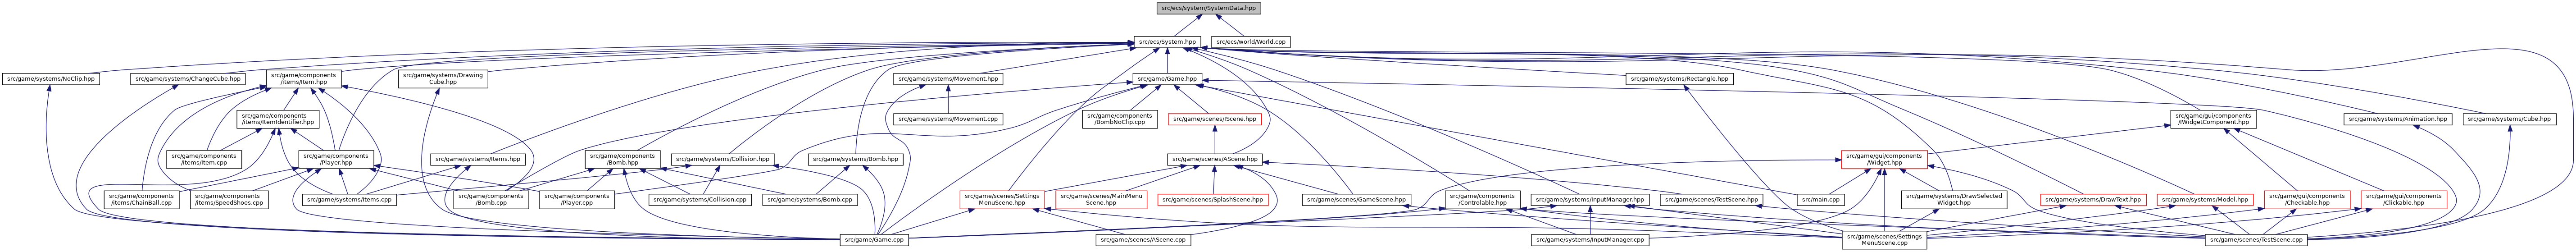 src/ecs/system/SystemData.hpp
src/ecs/System.hpp
src/ecs/world/World.cpp
src/game/systems/NoClip.hpp
src/game/systems/ChangeCube.hpp
src/game/components
/items/Item.hpp
src/game/systems/Drawing
Cube.hpp
src/game/systems/Movement.hpp
src/game/Game.hpp
src/game/systems/Rectangle.hpp
src/game/components
/items/ItemIdentifier.hpp
src/game/systems/Movement.cpp
src/game/components
/BombNoClip.cpp
src/game/scenes/IScene.hpp
src/game/gui/components
/IWidgetComponent.hpp
src/game/systems/Animation.hpp
src/game/systems/Cube.hpp
src/game/components
/items/Item.cpp
src/game/components
/Player.hpp
src/game/systems/Items.hpp
src/game/components
/Bomb.hpp
src/game/systems/Collision.hpp
src/game/systems/Bomb.hpp
src/game/scenes/AScene.hpp
src/game/gui/components
/Widget.hpp
src/game/components
/items/ChainBall.cpp
src/game/components
/items/SpeedShoes.cpp
src/game/systems/Items.cpp
src/game/components
/Bomb.cpp
src/game/components
/Player.cpp
src/game/systems/Collision.cpp
src/game/systems/Bomb.cpp
src/game/scenes/Settings
MenuScene.hpp
src/game/scenes/MainMenu
Scene.hpp
src/game/scenes/SplashScene.hpp
src/game/scenes/GameScene.hpp
src/game/components
/Controlable.hpp
src/game/systems/InputManager.hpp
src/game/scenes/TestScene.hpp
src/main.cpp
src/game/systems/DrawSelected
Widget.hpp
src/game/systems/DrawText.hpp
src/game/systems/Model.hpp
src/game/gui/components
/Checkable.hpp
src/game/gui/components
/Clickable.hpp
src/game/Game.cpp
src/game/scenes/AScene.cpp
src/game/systems/InputManager.cpp
src/game/scenes/Settings
MenuScene.cpp
src/game/scenes/TestScene.cpp